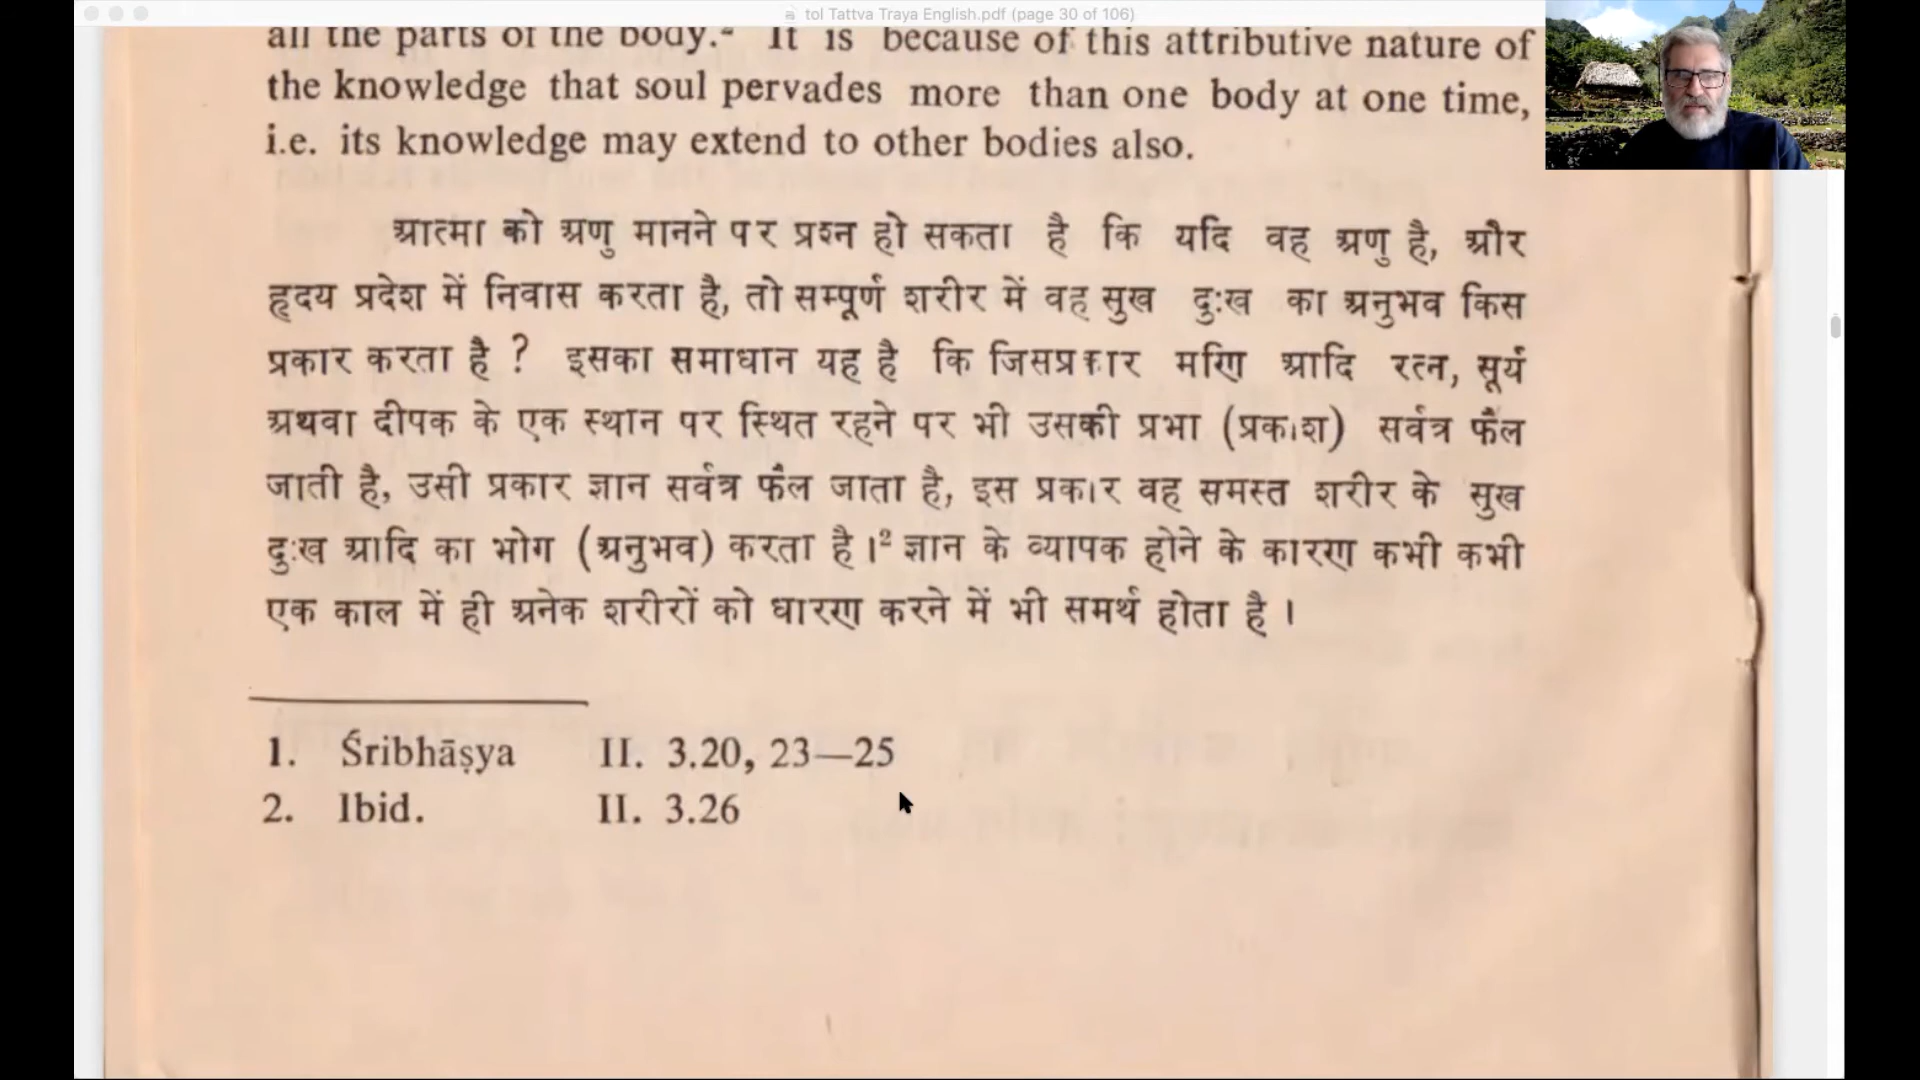 tol Tattva Traya English.pdf (page 30 of 106)
all the parts of the body.² It is because of this attributive nature of
the knowledge that soul pervades more than one body at one time,
i.e. its knowledge may extend to other bodies also.
आत्मा को अणु मानने पर प्रश्न हो सकता है कि यदि वह अणु है, और
हृदय प्रदेश में निवास करता है, तो सम्पूर्ण शरीर में वह सुख दुःख का अनुभव किस
प्रकार करता है ? इसका समाधान यह है कि जिसप्रकार मणि आदि रत्न, सूर्य
अथवा दीपक के एक स्थान पर स्थित रहने पर भी उसकी प्रभा (प्रकाश) सर्वत्र फैल
जाती है, उसी प्रकार ज्ञान सर्वत्र फैल जाता है, इस प्रकार वह समस्त शरीर के सुख
दुःख आदि का भोग (अनुभव) करता है ।² ज्ञान के व्यापक होने के कारण कभी कभी
एक काल में ही अनेक शरीरों को धारण करने में भी समर्थ होता है ।
1. Śribhāṣya II. 3.20, 23—25
2. Ibid. II. 3.26